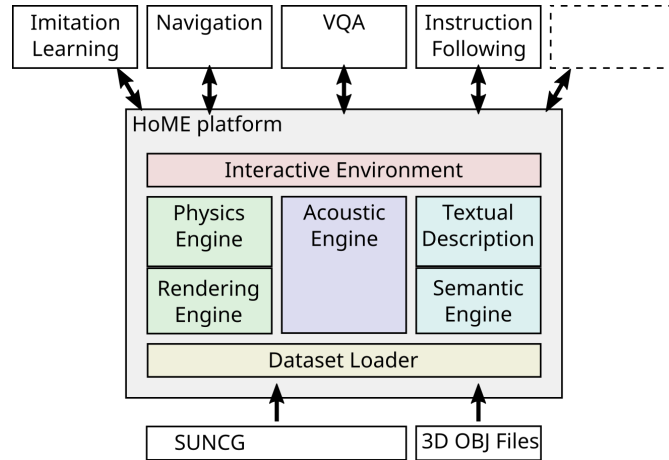 Imitation
Learning
Navigation
VQA
Instruction
Following
HoME platform
Interactive Environment
Physics
Engine
Acoustic
Engine
Textual
Description
Rendering
Engine
Semantic
Engine
Dataset Loader
SUNCG
3D OBJ Files